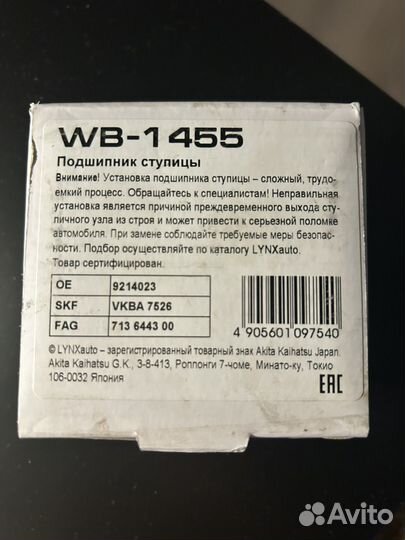 WB-1455
Подшипник ступицы
Внимание! Установка подшипника ступицы – сложный, трудо-
емкий процесс. Обращайтесь к специалистам! Неправильная
установка является причиной преждевременного выхода сту-
личного узла из строя и может привести к серьезной поломке
автомобиля. При замене соблюдайте требуемые меры безопас-
ности. Подбор осуществляйте по каталогу LYNXauto.
Товар сертифицирован.
OE 9214023
SKF VKBA 7526
FAG 713 6443 00
4 905601 097540
© LYNXauto – зарегистрированный товарный знак Akita Kaihatsu Japan.
Akita Kaihatsu G.K., 3-8-413, Роппонги 7-чоме, Минато-ку, Токио
106-0032 Япония
EAC
Avito